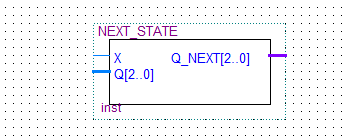 NEXT_STATE
X Q_NEXT[2..0]
Q[2..0]
inst